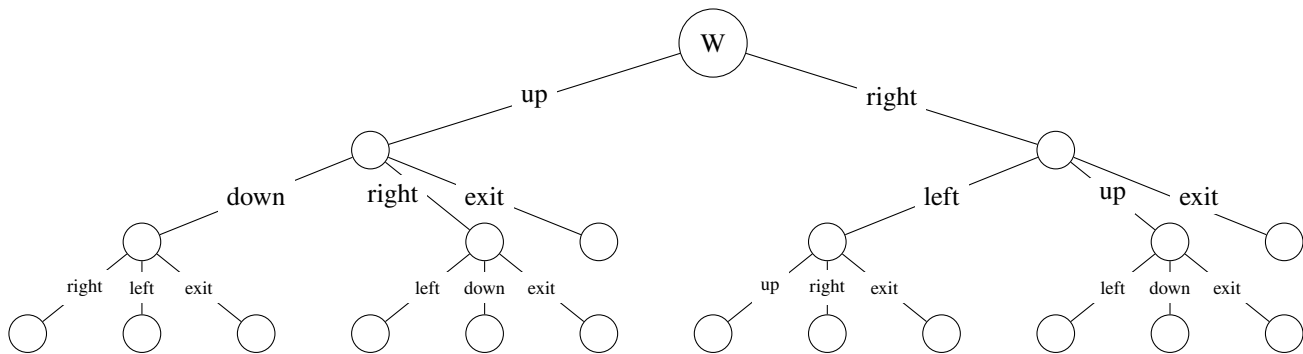 W
up right
down right exit left up exit
right left exit left down exit up right exit left down exit